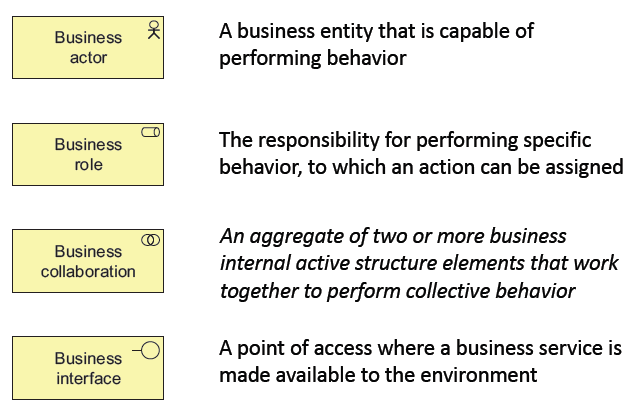 Business
actor
A business entity that is capable of
performing behavior
Business
role
The responsibility for performing specific
behavior, to which an action can be assigned
Business
collaboration
An aggregate of two or more business
internal active structure elements that work
together to perform collective behavior
Business
interface
A point of access where a business service is
made available to the environment